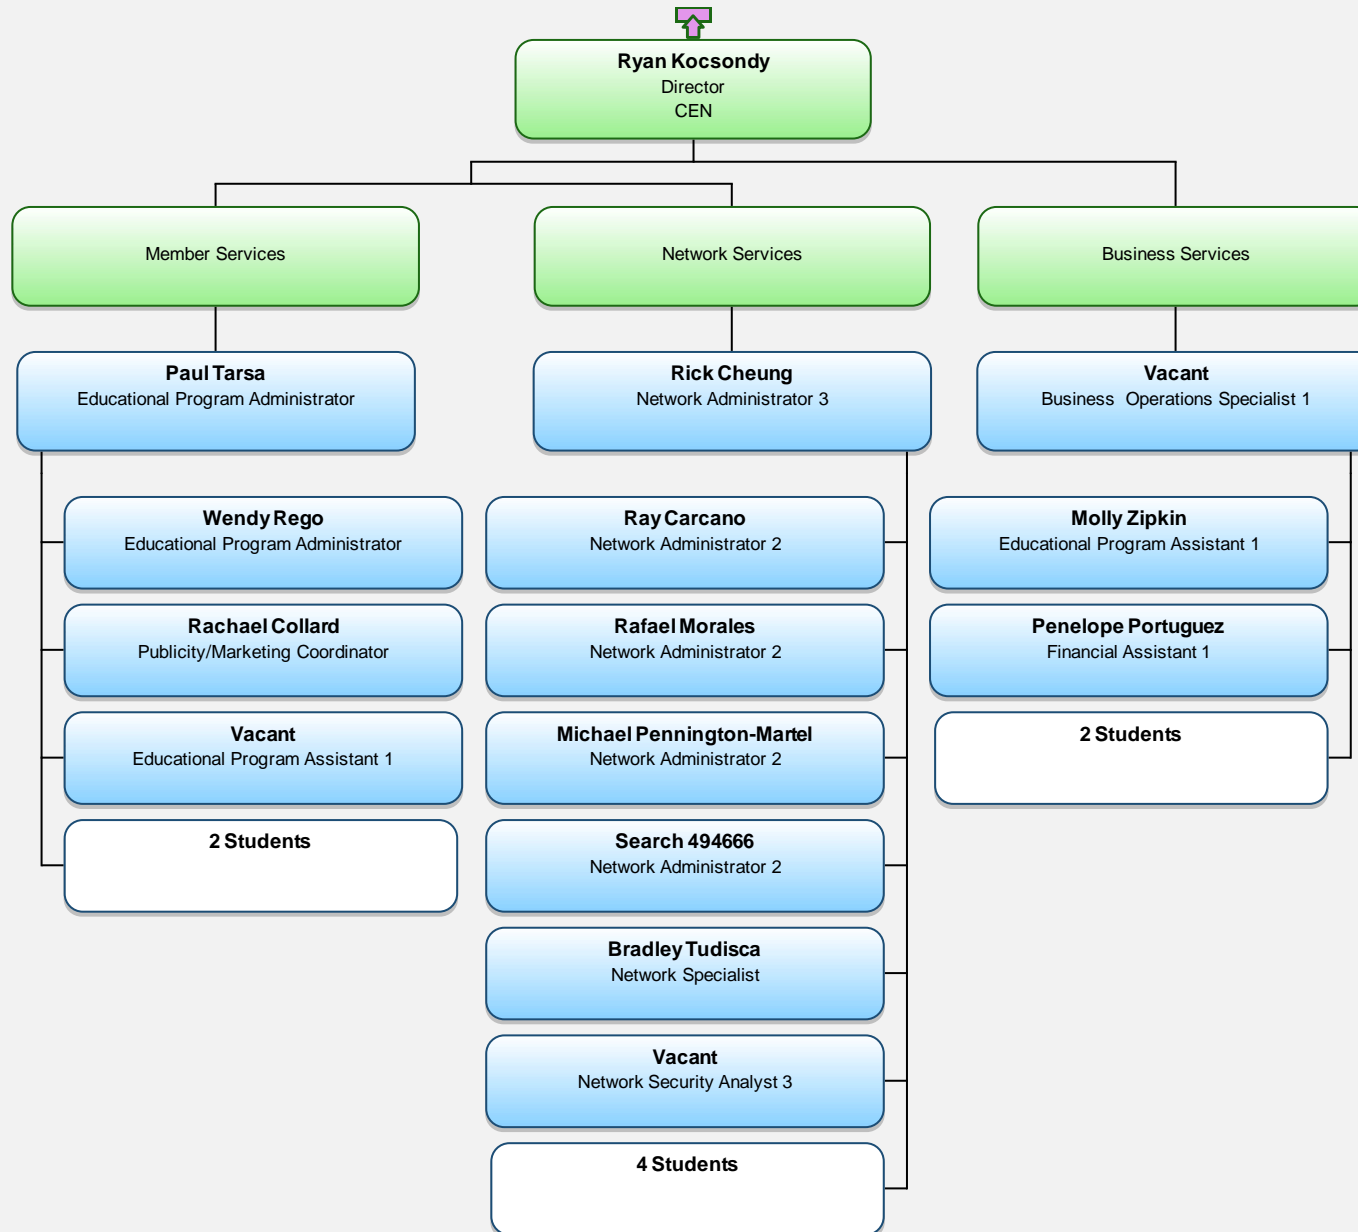 Ryan Kocsondy
Director
CEN
Member Services
Network Services
Business Services
Paul Tarsa
Educational Program Administrator
Rick Cheung
Network Administrator 3
Vacant
Business  Operations Specialist 1
Wendy Rego
Educational Program Administrator
Rachael Collard
Publicity/Marketing Coordinator
Vacant
Educational Program Assistant 1
2 Students
Ray Carcano
Network Administrator 2
Rafael Morales
Network Administrator 2
Michael Pennington-Martel
Network Administrator 2
Search 494666
Network Administrator 2
Bradley Tudisca
Network Specialist
Vacant
Network Security Analyst 3
4 Students
Molly Zipkin
Educational Program Assistant 1
Penelope Portuguez
Financial Assistant 1
2 Students